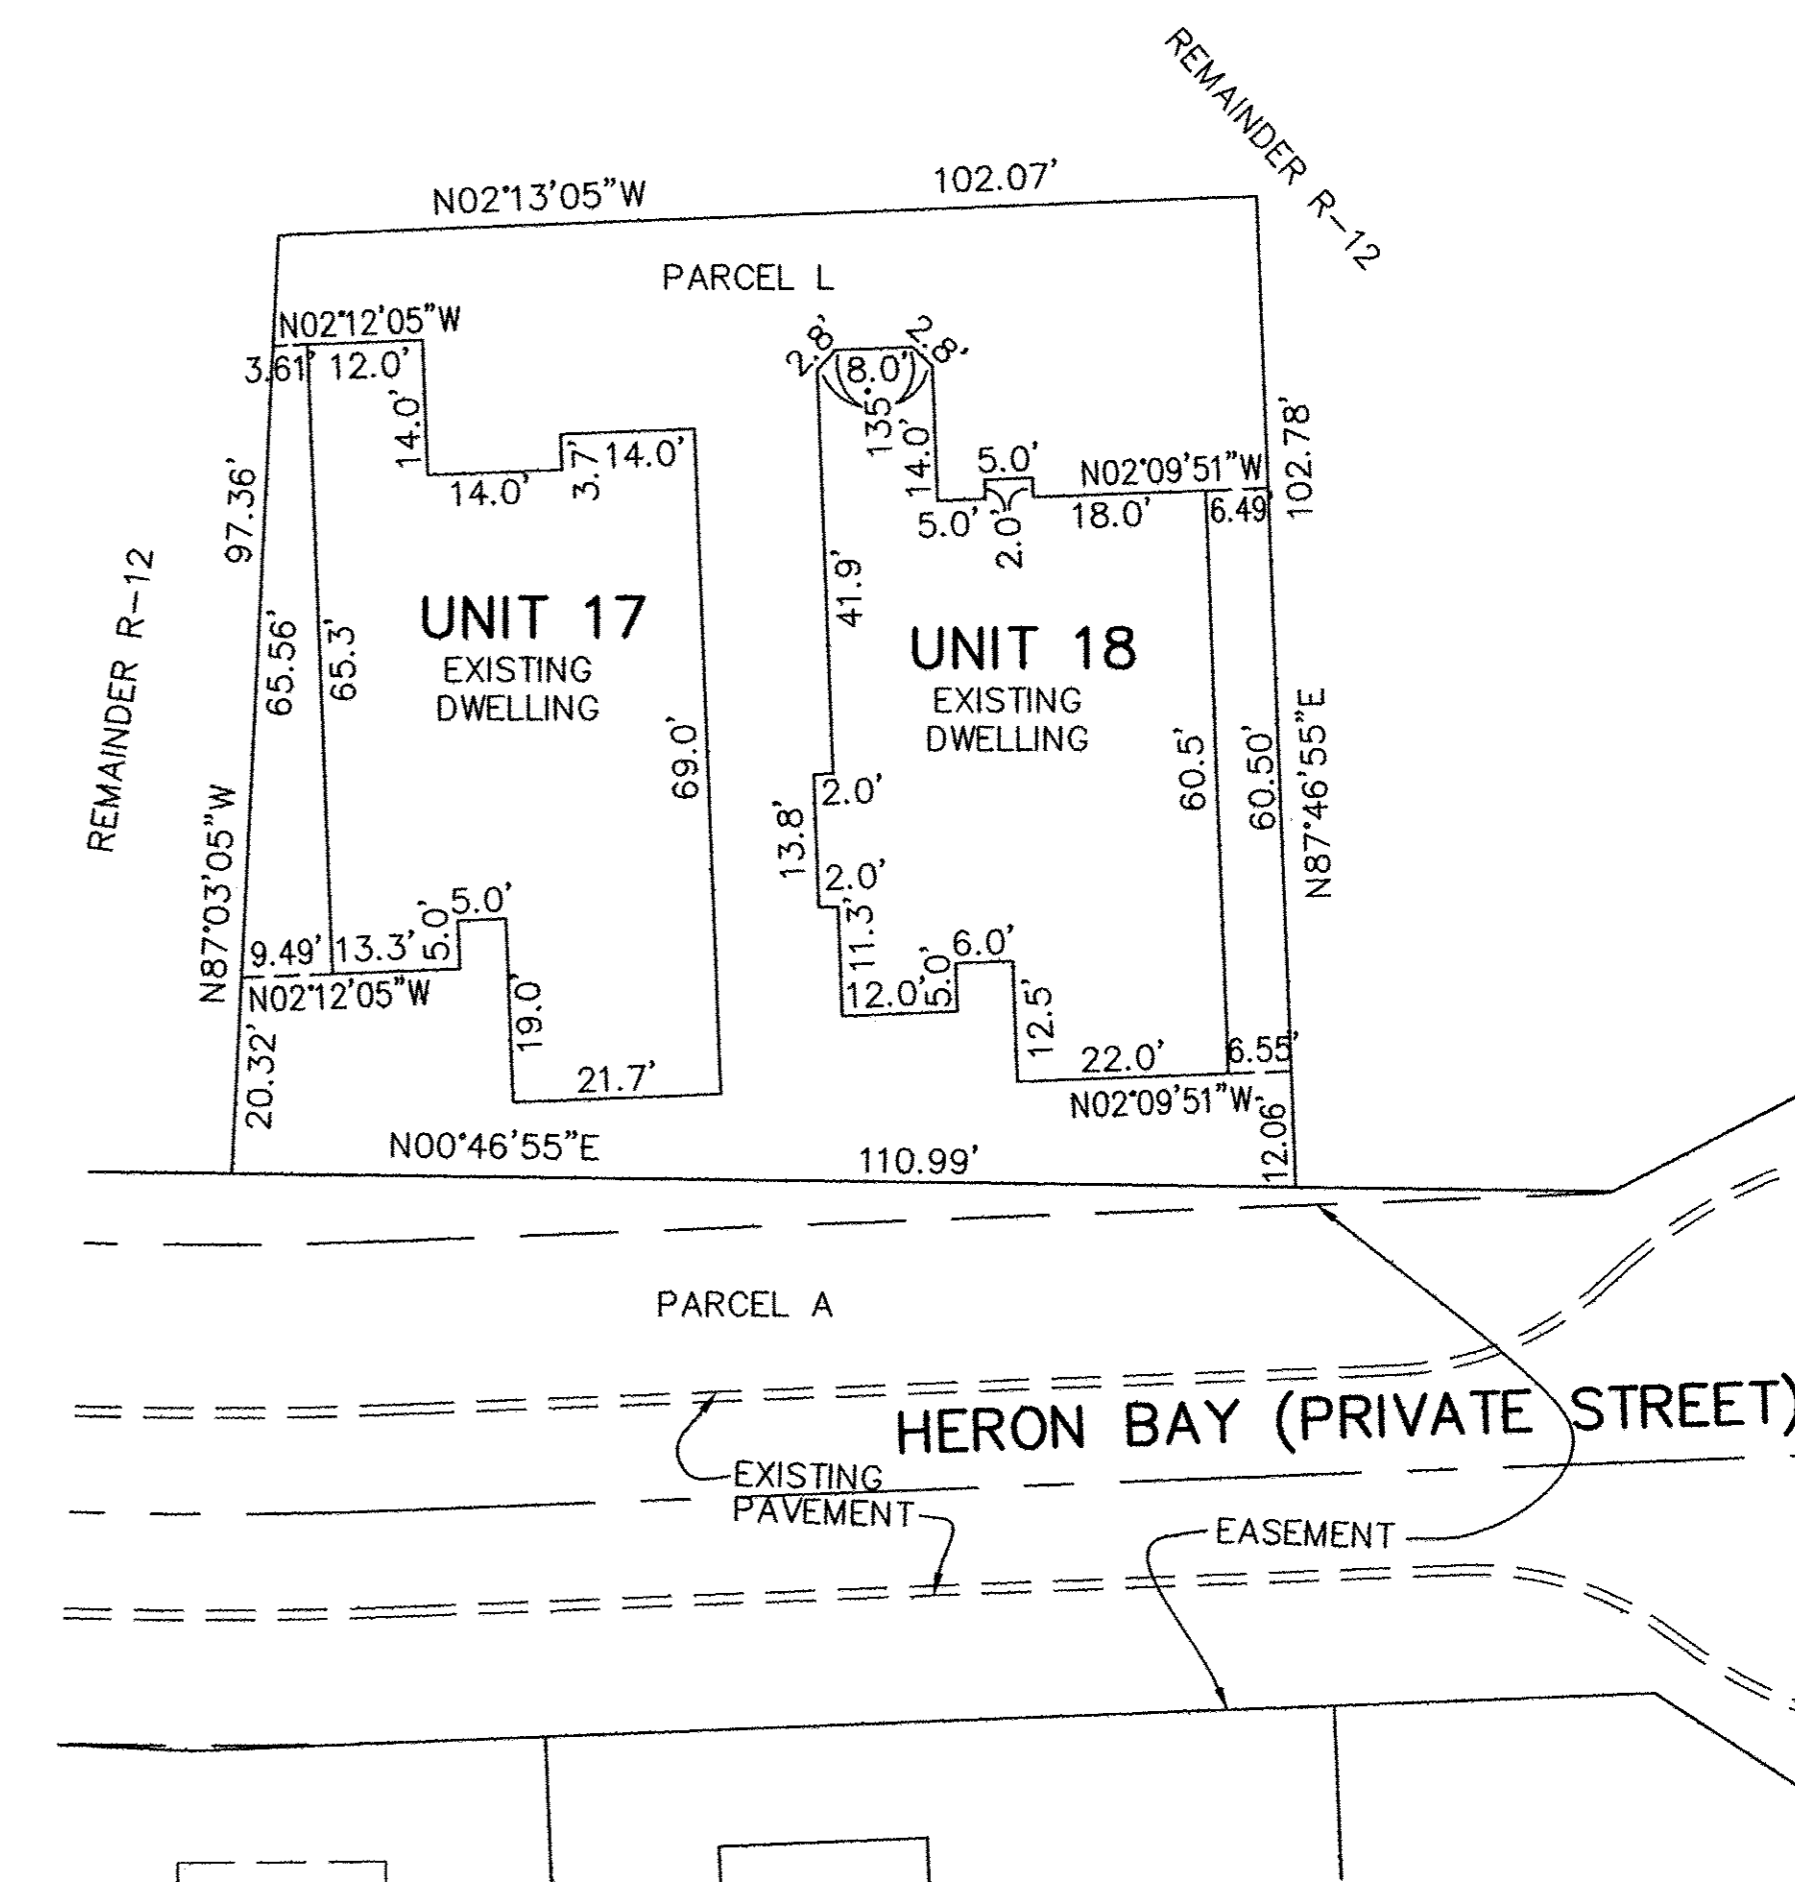 REMAINDER R-12
N02°13'05"W
102.07'
PARCEL L
N02°12'05"W
3.61'
12.0'
14.0'
14.0'
3.7'
14.0'
2.8'
8.0'
2.8'
135°
14.0'
5.0'
5.0'
2.0'
N02°09'51"W
18.0'
6.49'
102.78'
97.36'
REMAINDER R-12
65.56'
65.3'
UNIT 17
EXISTING
DWELLING
69.0'
41.9'
UNIT 18
EXISTING
DWELLING
60.5'
60.50'
N87°46'55"E
2.0'
13.8'
2.0'
11.3'
N87°03'05"W
9.49'
13.3'
5.0'
5.0'
N02°12'05"W
19.0'
21.7'
12.0'
5.0'
6.0'
12.5'
22.0'
6.55'
N02°09'51"W
20.32'
12.06'
N00°46'55"E
110.99'
PARCEL A
HERON BAY (PRIVATE STREET)
EXISTING
PAVEMENT
EASEMENT